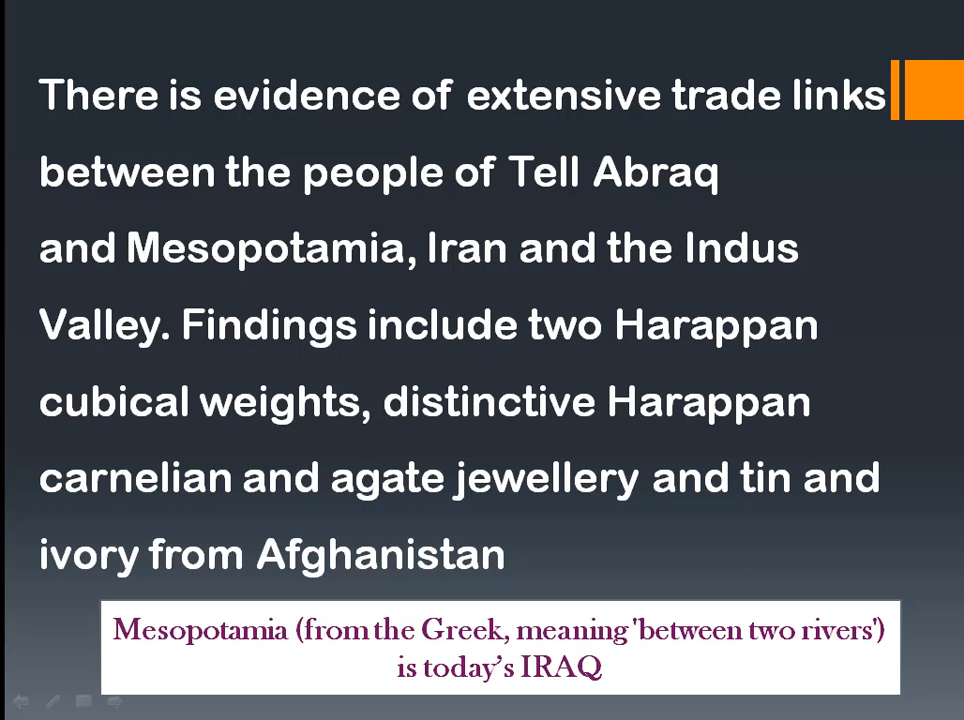 There is evidence of extensive trade links
between the people of Tell Abraq
and Mesopotamia, Iran and the Indus
Valley. Findings include two Harappan
cubical weights, distinctive Harappan
carnelian and agate jewellery and tin and
ivory from Afghanistan
Mesopotamia (from the Greek, meaning 'between two rivers')
is today’s IRAQ